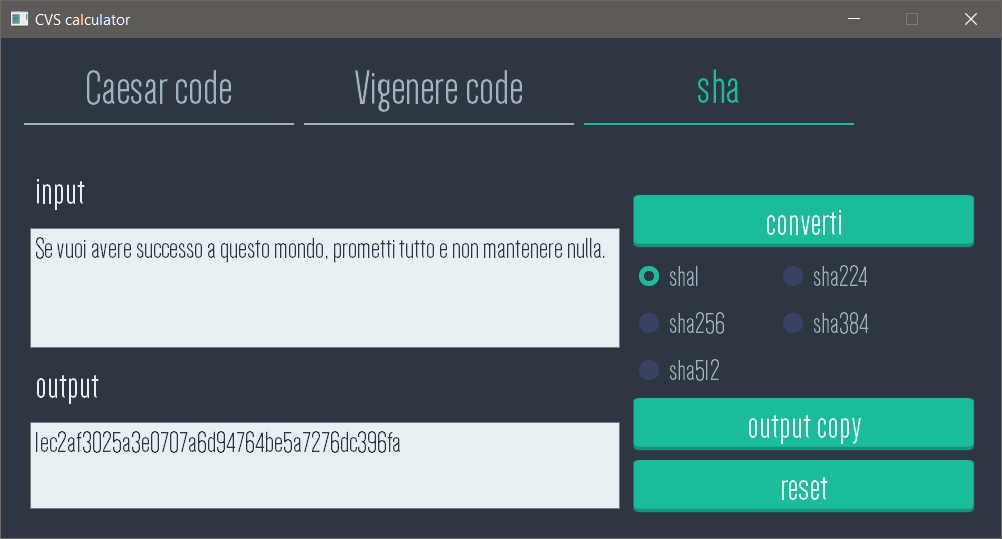 CVS calculator
Caesar code
Vigenere code
sha
input
Se vuoi avere successo a questo mondo, prometti tutto e non mantenere nulla.
converti
sha1
sha224
sha256
sha384
sha512
output
1ec2af3025a3e0707a6d94764be5a7276dc396fa
output copy
reset